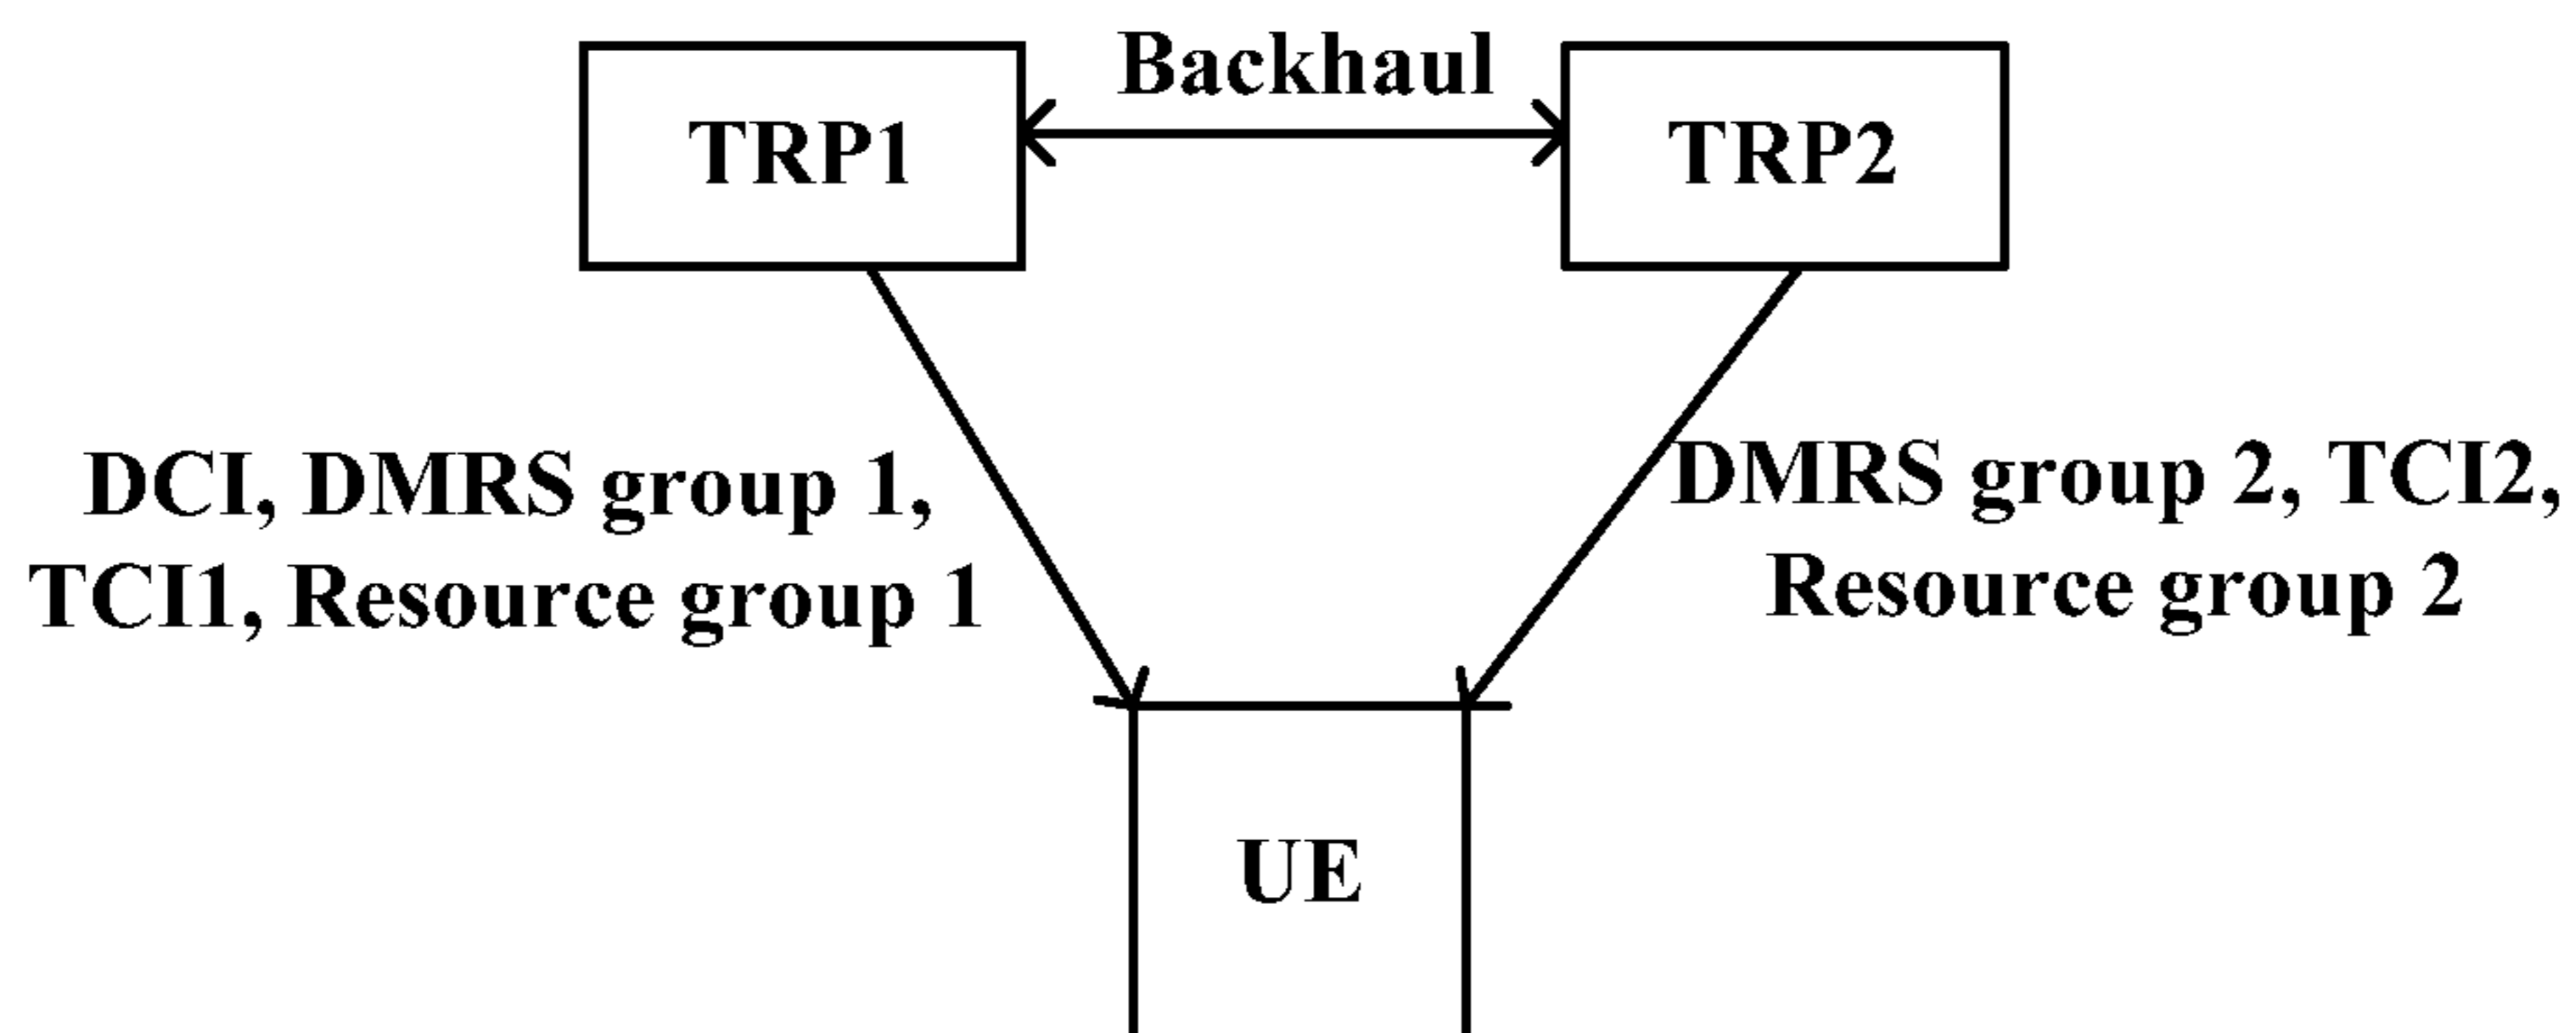 Backhaul
TRP1
TRP2
DCI, DMRS group 1,
TCI1, Resource group 1
DMRS group 2, TCI2,
Resource group 2
UE